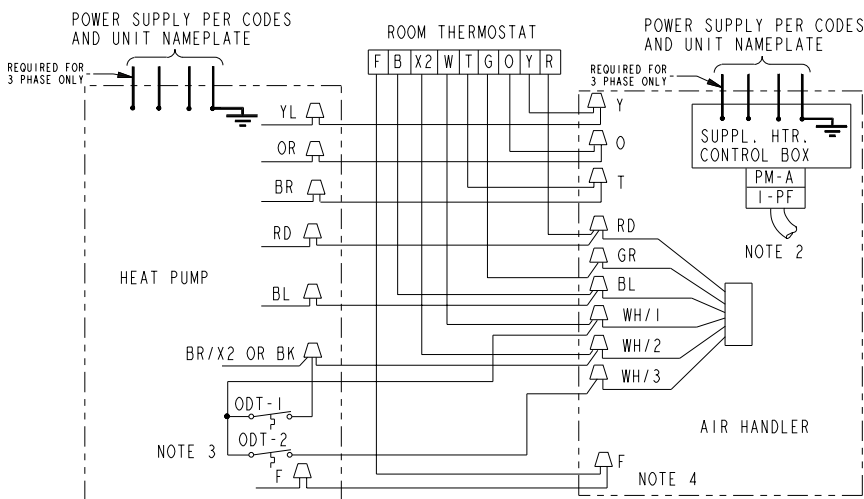 POWER SUPPLY PER CODES
AND UNIT NAMEPLATE
REQUIRED FOR
3 PHASE ONLY
ROOM THERMOSTAT
F B X2 W T G O Y R
POWER SUPPLY PER CODES
AND UNIT NAMEPLATE
REQUIRED FOR
3 PHASE ONLY
SUPPL. HTR.
CONTROL BOX
PM-A
1-PF
NOTE 2
YL
OR
BR
RD
HEAT PUMP
BL
BR/X2 OR BK
ODT-1
ODT-2
NOTE 3
F
Y
O
T
RD
GR
BL
WH/1
WH/2
WH/3
AIR HANDLER
F
NOTE 4